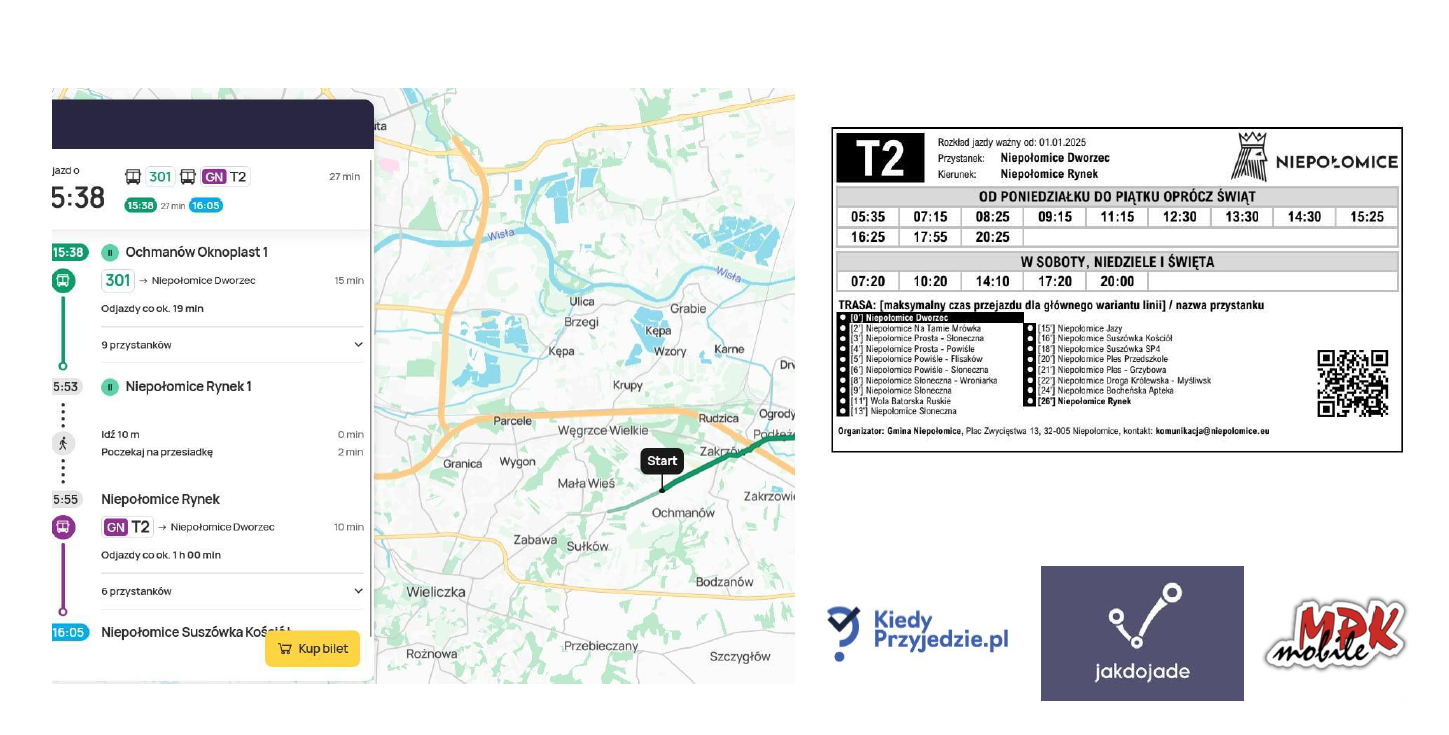 jazd o
5:38
301 GN T2
27 min
15:38 27 min 16:05
15:38 Ochmanów Oknoplast 1
301 → Niepołomice Dworzec 15 min
Odjazdy co ok. 19 min
9 przystanków
5:53 Niepołomice Rynek 1
Idź 10 m 0 min
Poczekaj na przesiadkę 2 min
5:55 Niepołomice Rynek
GN T2 → Niepołomice Dworzec 10 min
Odjazdy co ok. 1 h 00 min
6 przystanków
16:05 Niepołomice Suszówka Kośció
Kup bilet
uta
Wisła
Wisła
Ulica
Brzegi
Grabie
Kępa
Kępa
Wzory
Karne
Krupy
Parcele
Węgrzce Wielkie
Rudzica
Ogrody
Podłęże
Zakrzów
Granica
Wygon
Start
Mała Wieś
Zakrzowie
Ochmanów
Zabawa
Sułków
Bodzanów
Wieliczka
Przebieczany
Rożnowa
Szczygłów
T2
Rozkład jazdy ważny od: 01.01.2025
Przystanek: Niepołomice Dworzec
Kierunek: Niepołomice Rynek
NIEPOŁOMICE
OD PONIEDZIAŁKU DO PIĄTKU OPRÓCZ ŚWIĄT
05:35 07:15 08:25 09:15 11:15 12:30 13:30 14:30 15:25
16:25 17:55 20:25
W SOBOTY, NIEDZIELE I ŚWIĘTA
07:20 10:20 14:10 17:20 20:00
TRASA: [maksymalny czas przejazdu dla głównego wariantu linii] / nazwa przystanku
[0'] Niepołomice Dworzec
[2'] Niepołomice Na Tamie Mrówka
[3'] Niepołomice Prosta - Słoneczna
[4'] Niepołomice Prosta - Powiśle
[5'] Niepołomice Powiśle - Flisaków
[6'] Niepołomice Powiśle - Słoneczna
[8'] Niepołomice Słoneczna - Wroniarka
[9'] Niepołomice Słoneczna
[11'] Wola Batorska Ruskie
[13'] Niepołomice Słoneczna
[15'] Niepołomice Jazy
[16'] Niepołomice Suszówka Kościół
[18'] Niepołomice Suszówka SP4
[20'] Niepołomice Ples Przedszkole
[21'] Niepołomice Ples - Grzybowa
[22'] Niepołomice Droga Królewska - Myśliwsk
[24'] Niepołomice Bocheńska Apteka
[26'] Niepołomice Rynek
Organizator: Gmina Niepołomice, Plac Zwycięstwa 13, 32-005 Niepołomice, kontakt: komunikacja@niepolomice.eu
Kiedy
Przyjedzie.pl
jakdojade
MPK
mobile